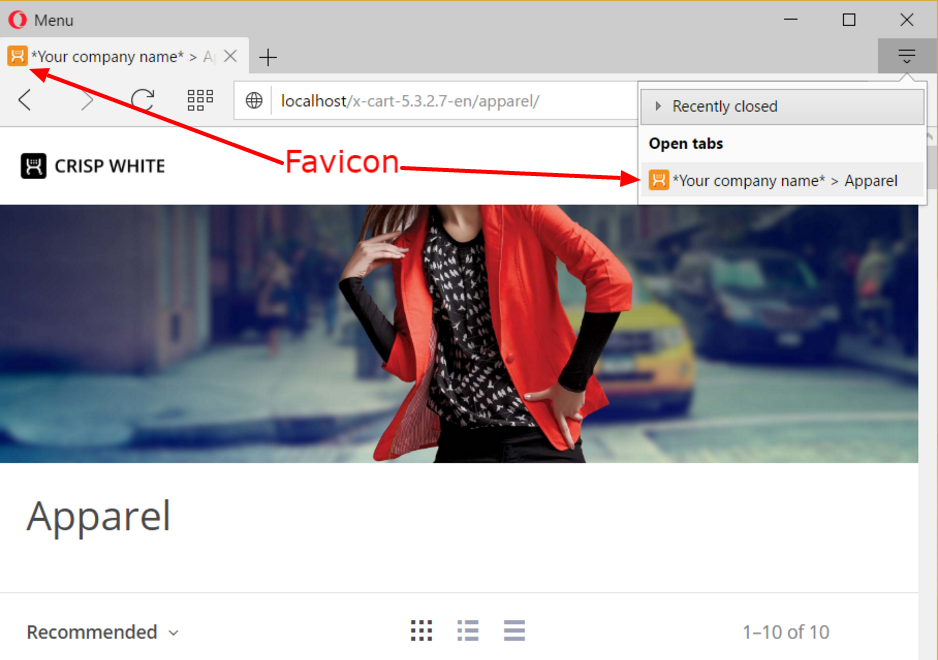 Menu
*Your company name* > Ap
localhost/x-cart-5.3.2.7-en/apparel/
Recently closed
Open tabs
*Your company name* > Apparel
Favicon
CRISP WHITE
Apparel
Recommended
1–10 of 10